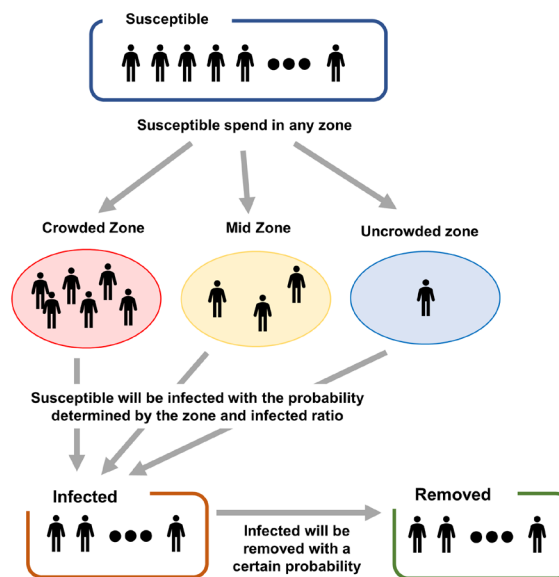 Susceptible
Susceptible spend in any zone
Crowded Zone
Mid Zone
Uncrowded zone
Susceptible will be infected with the probability
determined by the zone and infected ratio
Infected
Removed
Infected will be
removed with a
certain probability